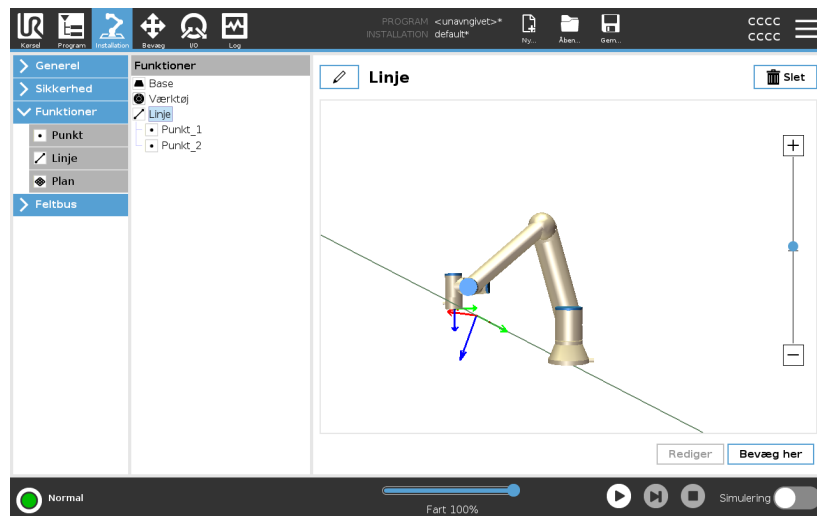 UR
Kørsel
Program
Installation
Bevæg
I/O
Log
PROGRAM <unavngivet>*
INSTALLATION default*
Ny...
Åben...
Gem...
CCCC
CCCC
Generel
Sikkerhed
Funktioner
Punkt
Linje
Plan
Feltbus
Funktioner
Base
Værktøj
Linje
Punkt_1
Punkt_2
Linje
Slet
Rediger
Bevæg her
Normal
Fart 100%
Simulering